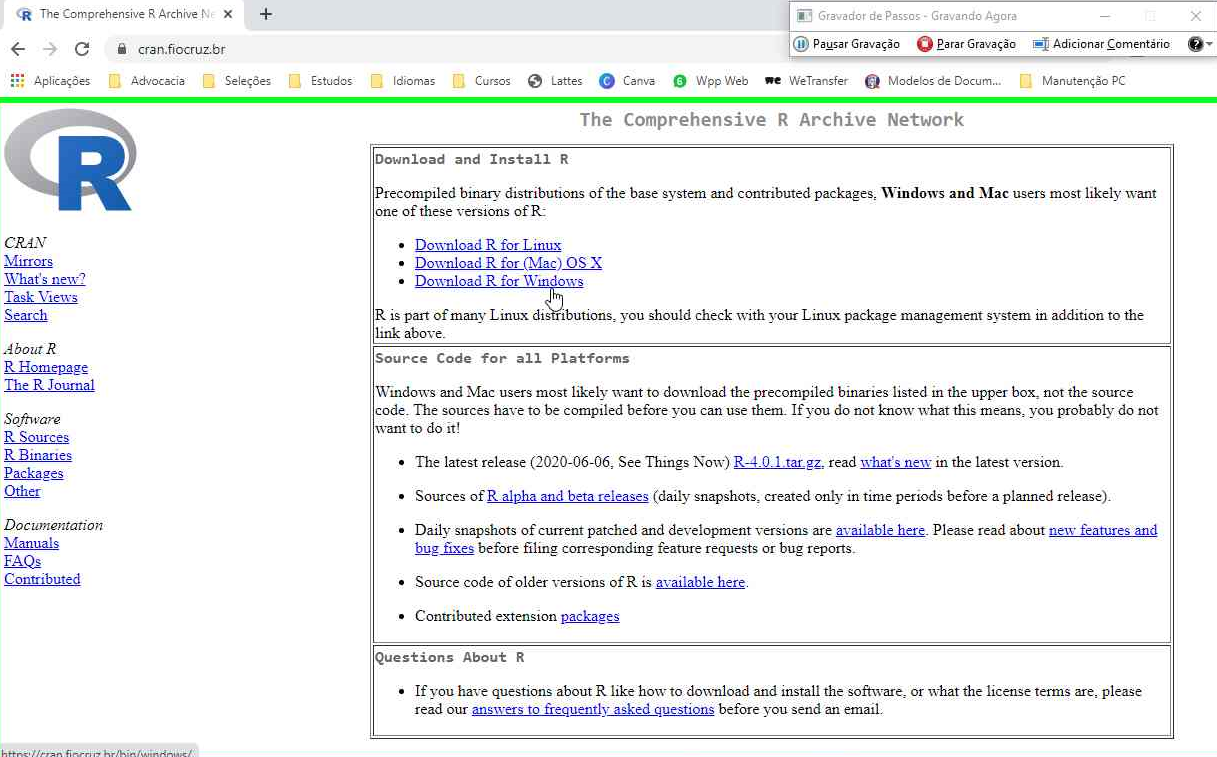 The Comprehensive R Archive Ne
cran.fiocruz.br
Gravador de Passos - Gravando Agora
Pausar Gravação Parar Gravação Adicionar Comentário
Aplicações Advocacia Seleções Estudos Idiomas Cursos Lattes Canva Wpp Web WeTransfer Modelos de Docum... Manutenção PC
R
CRAN
Mirrors
What's new?
Task Views
Search
About R
R Homepage
The R Journal
Software
R Sources
R Binaries
Packages
Other
Documentation
Manuals
FAQs
Contributed
The Comprehensive R Archive Network
Download and Install R
Precompiled binary distributions of the base system and contributed packages, Windows and Mac users most likely want
one of these versions of R:
Download R for Linux
Download R for (Mac) OS X
Download R for Windows
R is part of many Linux distributions, you should check with your Linux package management system in addition to the
link above.
Source Code for all Platforms
Windows and Mac users most likely want to download the precompiled binaries listed in the upper box, not the source
code. The sources have to be compiled before you can use them. If you do not know what this means, you probably do not
want to do it!
The latest release (2020-06-06, See Things Now) R-4.0.1.tar.gz, read what's new in the latest version.
Sources of R alpha and beta releases (daily snapshots, created only in time periods before a planned release).
Daily snapshots of current patched and development versions are available here. Please read about new features and
bug fixes before filing corresponding feature requests or bug reports.
Source code of older versions of R is available here.
Contributed extension packages
Questions About R
If you have questions about R like how to download and install the software, or what the license terms are, please
read our answers to frequently asked questions before you send an email.
https://cran.fiocruz.br/bin/windows/